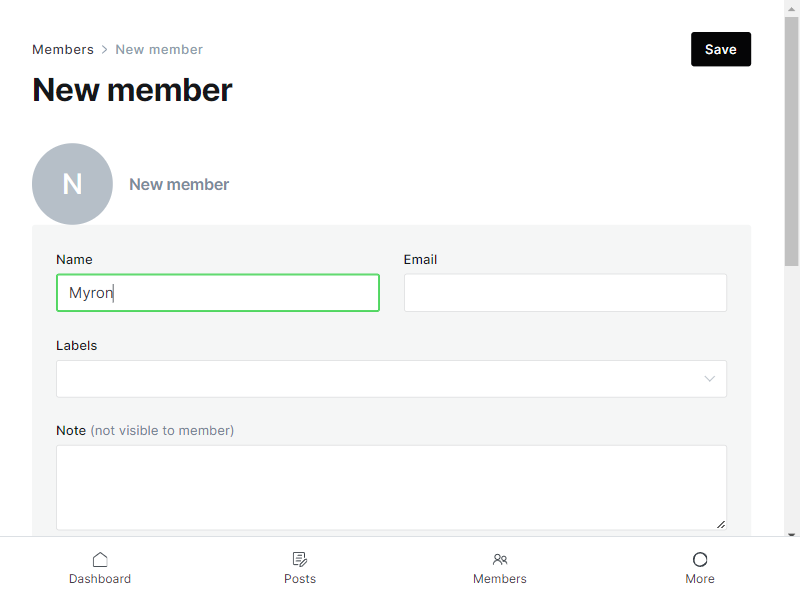 Members > New member
Save
New member
N
New member
Name
Email
Myron
Labels
Note (not visible to member)
Dashboard
Posts
Members
More